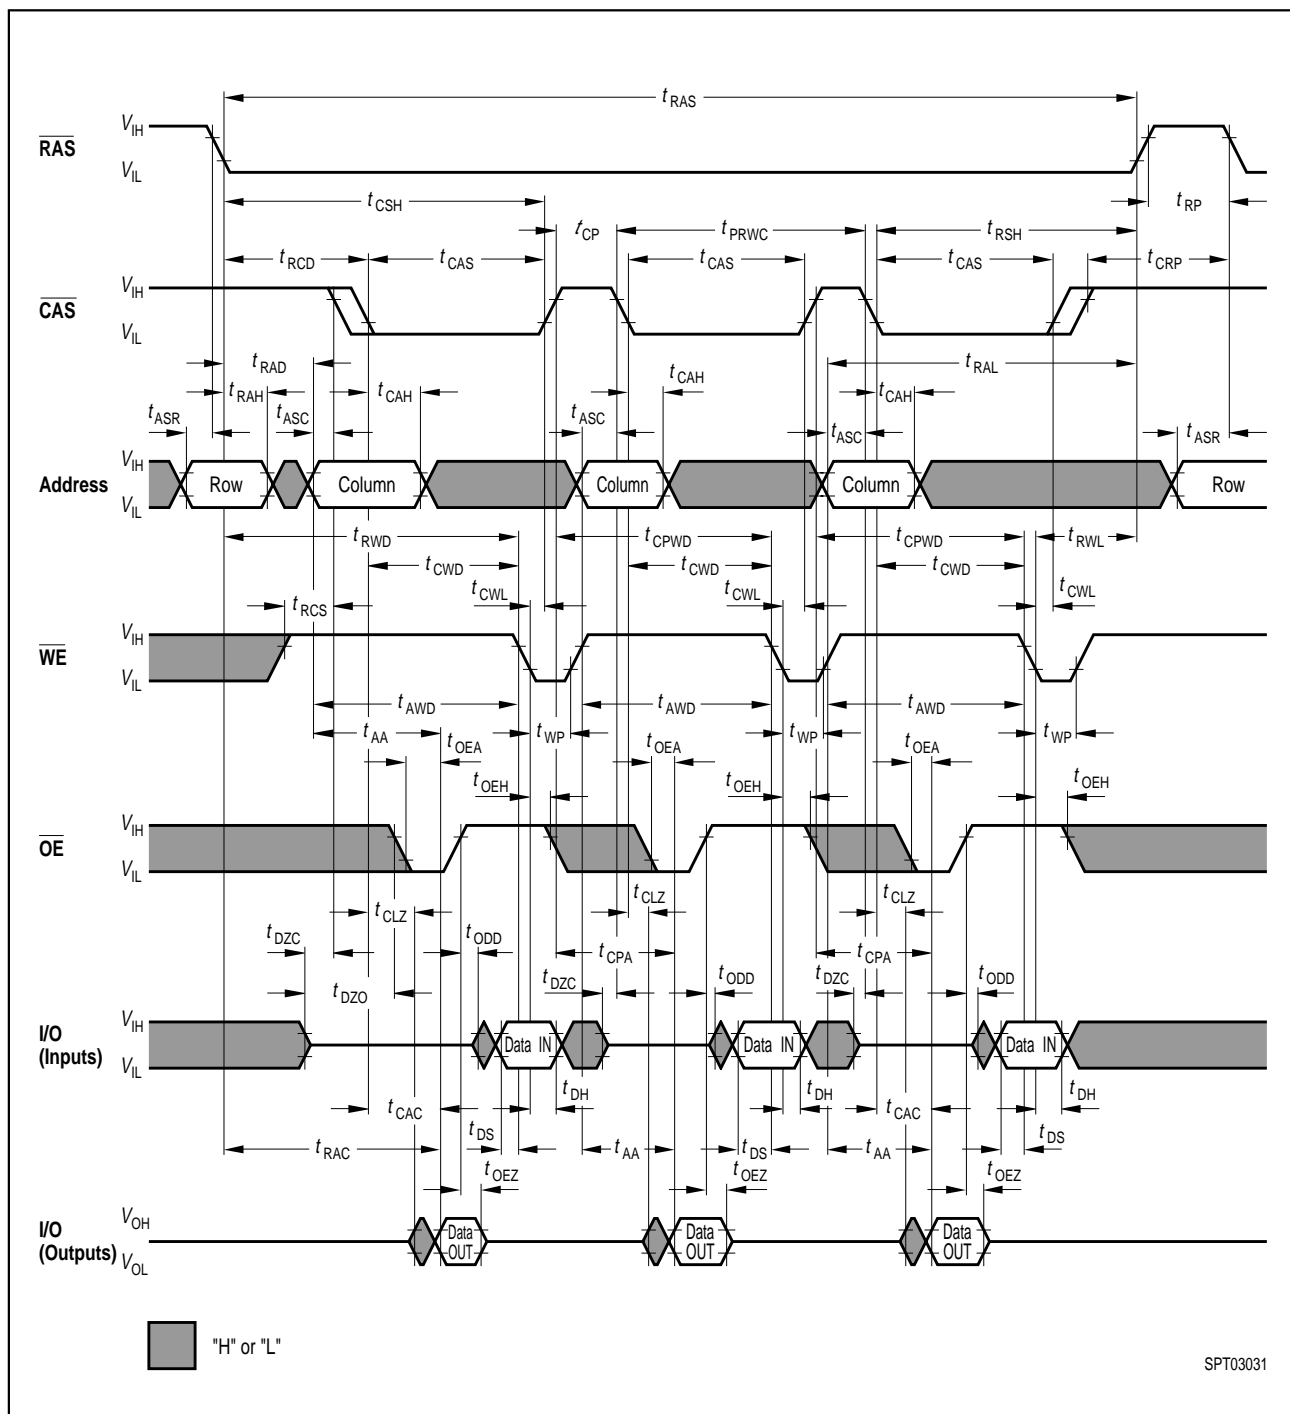 tRAS
VIH
RAS
VIL
tCSH
tRP
tCP
tPRWC
tRSH
tRCD
tCAS
tCAS
tCAS
tCRP
VIH
CAS
VIL
tRAD
tRAL
tRAH
tCAH
tCAH
tCAH
tASR
tASC
tASC
tASC
tASR
VIH
Address
Row
Column
Column
Column
Row
VIL
tRWD
tCPWD
tCPWD
tRWL
tCWD
tCWD
tCWD
tRCS
tCWL
tCWL
tCWL
VIH
WE
VIL
tAWD
tAWD
tAWD
tAA
tOEA
tWP
tOEA
tWP
tOEA
tWP
tOEH
tOEH
tOEH
VIH
OE
VIL
tCLZ
tCLZ
tCLZ
tDZC
tODD
tCPA
tCPA
tDZO
tDZC
tODD
tDZC
tODD
VIH
I/O
(Inputs)
Data IN
Data IN
Data IN
VIL
tCAC
tDH
tDH
tCAC
tDH
tRAC
tDS
tAA
tDS
tAA
tDS
tOEZ
tOEZ
tOEZ
VOH
I/O
(Outputs)
Data OUT
Data OUT
Data OUT
VOL
"H" or "L"
SPT03031